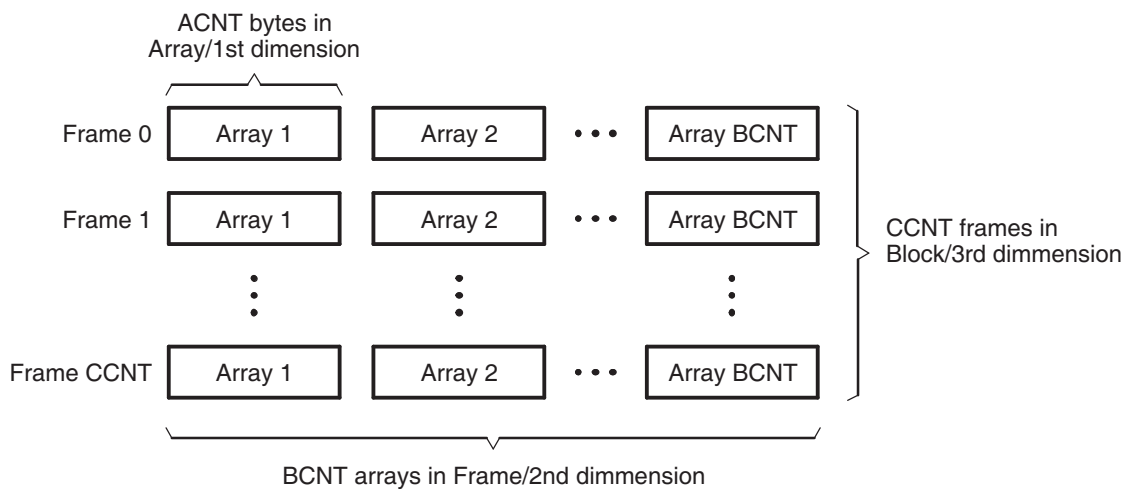 ACNT bytes in
Array/1st dimension
Frame 0
Array 1
Array 2
Array BCNT
Frame 1
Array 1
Array 2
Array BCNT
CCNT frames in
Block/3rd dimmension
Frame CCNT
Array 1
Array 2
Array BCNT
BCNT arrays in Frame/2nd dimmension